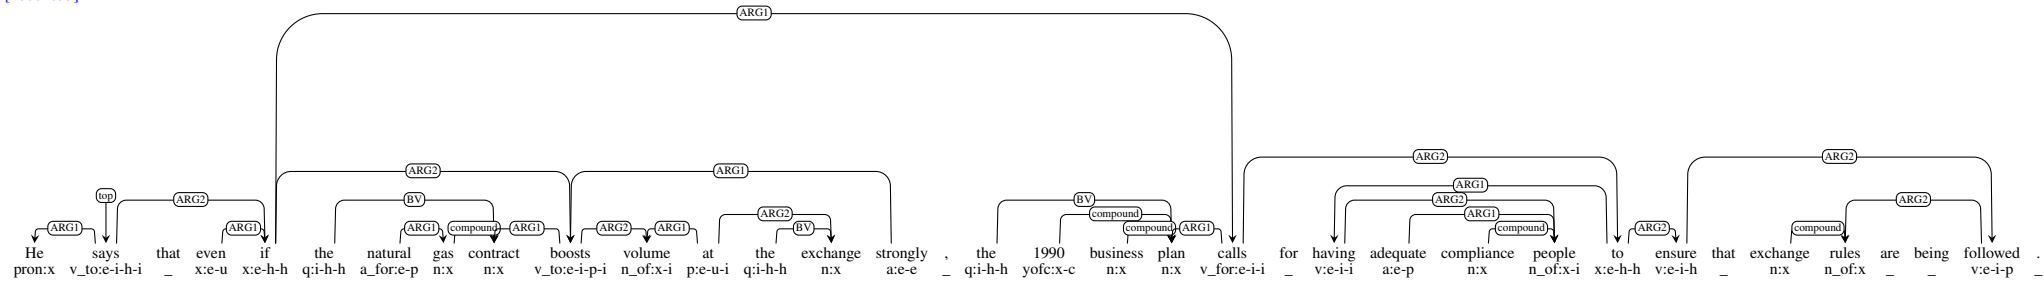 ARG1
ARG2 ARG2
ARG2 ARG1 ARG1
top ARG2 BV BV ARG2
ARG2 compound ARG1
ARG1 ARG1 ARG1 compound ARG1 ARG2 ARG1 BV compound ARG1 compound ARG2 compound
He says that even if the natural gas contract boosts volume at the exchange strongly , the 1990 business plan calls for having adequate compliance people to ensure that exchange rules are being followed .
pron:x v_to:e-i-h-i _ x:e-u x:e-h-h q:i-h-h a_for:e-p n:x n:x v_to:e-i-p-i n_of:x-i p:e-u-i q:i-h-h n:x a:e-e _ q:i-h-h yofc:x-c n:x n:x v_for:e-i-i _ v:e-i-i a:e-p n:x n_of:x-i x:e-h-h v:e-i-h _ n:x n_of:x _ _ v:e-i-p _